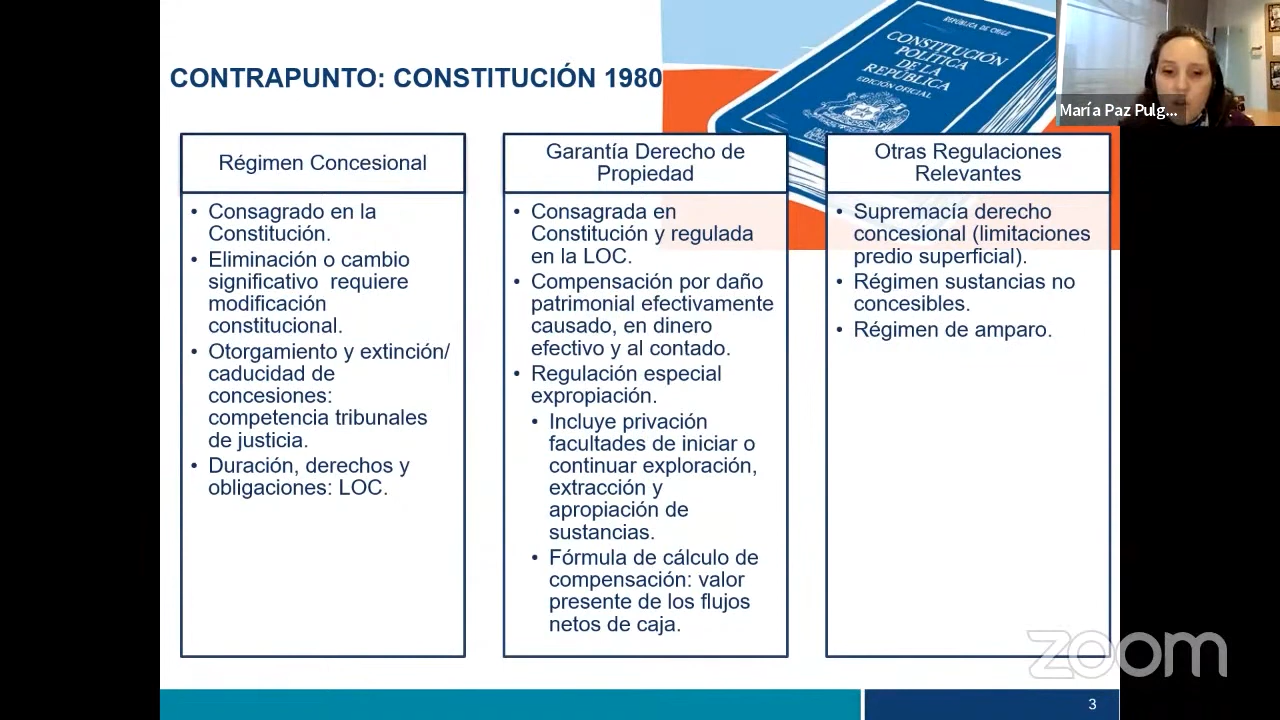 CONTRAPUNTO: CONSTITUCIÓN 1980
REPÚBLICA DE CHILE
CONSTITUCIÓN
POLÍTICA
DE LA
REPÚBLICA
EDICIÓN OFICIAL
María Paz Pulg...
Régimen Concesional
• Consagrado en la
Constitución.
• Eliminación o cambio
significativo requiere
modificación
constitucional.
• Otorgamiento y extinción/
caducidad de
concesiones:
competencia tribunales
de justicia.
• Duración, derechos y
obligaciones: LOC.
Garantía Derecho de
Propiedad
• Consagrada en
Constitución y regulada
en la LOC.
• Compensación por daño
patrimonial efectivamente
causado, en dinero
efectivo y al contado.
• Regulación especial
expropiación.
• Incluye privación
facultades de iniciar o
continuar exploración,
extracción y
apropiación de
sustancias.
• Fórmula de cálculo de
compensación: valor
presente de los flujos
netos de caja.
Otras Regulaciones
Relevantes
• Supremacía derecho
concesional (limitaciones
predio superficial).
• Régimen sustancias no
concesibles.
• Régimen de amparo.
zoom
3